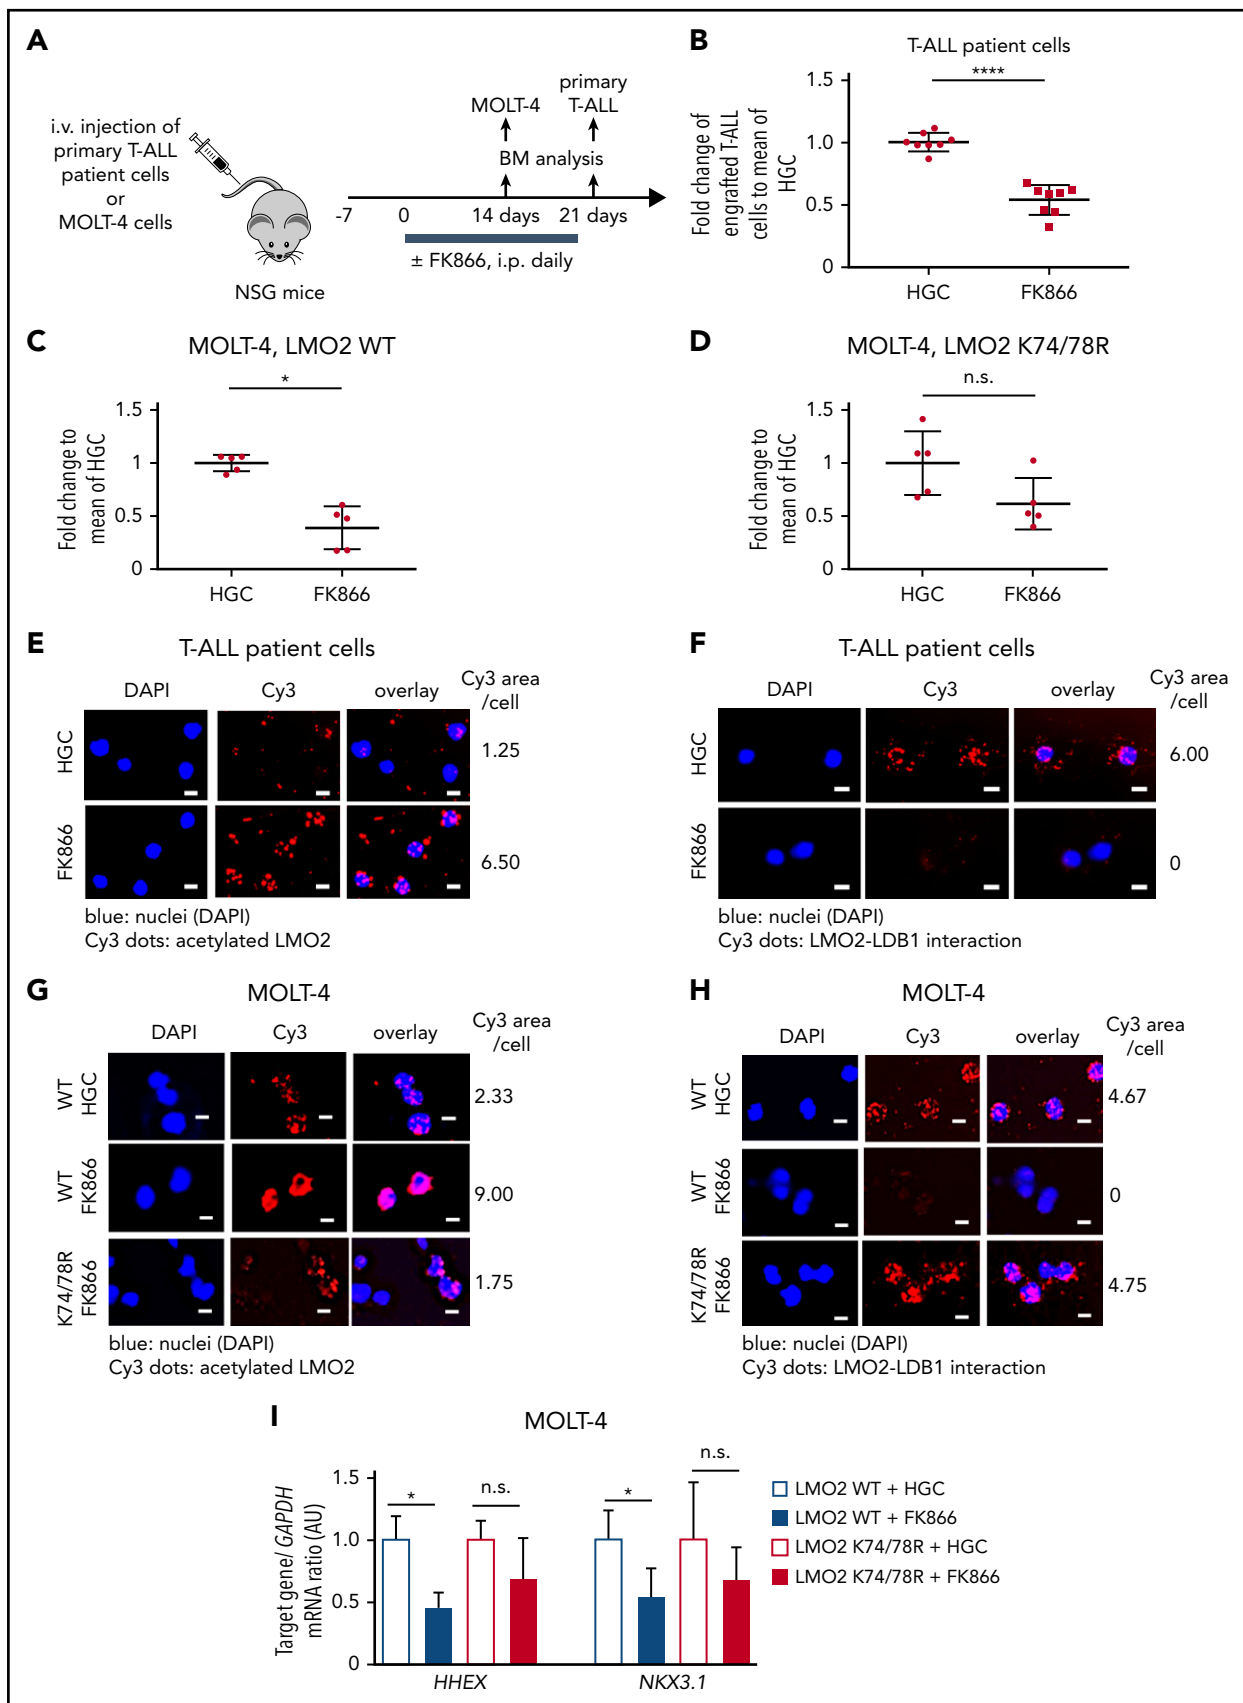 A
i.v. injection of
primary T-ALL
patient cells
or
MOLT-4 cells
NSG mice
primary
MOLT-4 T-ALL
BM analysis
-7 0 14 days 21 days
± FK866, i.p. daily
B
T-ALL patient cells
****
Fold change of
engrafted T-ALL
cells to mean of
HGC
1.5
1.0
0.5
0
HGC FK866
C
MOLT-4, LMO2 WT
*
Fold change to
mean of HGC
1.5
1
0.5
0
HGC FK866
D
MOLT-4, LMO2 K74/78R
n.s.
Fold change to
mean of HGC
1.5
1
0.5
0
HGC FK866
E
T-ALL patient cells
DAPI Cy3 overlay
Cy3 area
/cell
HGC
1.25
FK866
6.50
blue: nuclei (DAPI)
Cy3 dots: acetylated LMO2
F
T-ALL patient cells
DAPI Cy3 overlay
Cy3 area
/cell
HGC
6.00
FK866
0
blue: nuclei (DAPI)
Cy3 dots: LMO2-LDB1 interaction
G
MOLT-4
DAPI Cy3 overlay
Cy3 area
/cell
WT
HGC
2.33
WT
FK866
9.00
K74/78R
FK866
1.75
blue: nuclei (DAPI)
Cy3 dots: acetylated LMO2
H
MOLT-4
DAPI Cy3 overlay
Cy3 area
/cell
WT
HGC
4.67
WT
FK866
0
K74/78R
FK866
4.75
blue: nuclei (DAPI)
Cy3 dots: LMO2-LDB1 interaction
I
MOLT-4
Target gene/ GAPDH
mRNA ratio (AU)
1.5
1.0
0.5
0
* n.s. * n.s.
HHEX NKX3.1
LMO2 WT + HGC
LMO2 WT + FK866
LMO2 K74/78R + HGC
LMO2 K74/78R + FK866